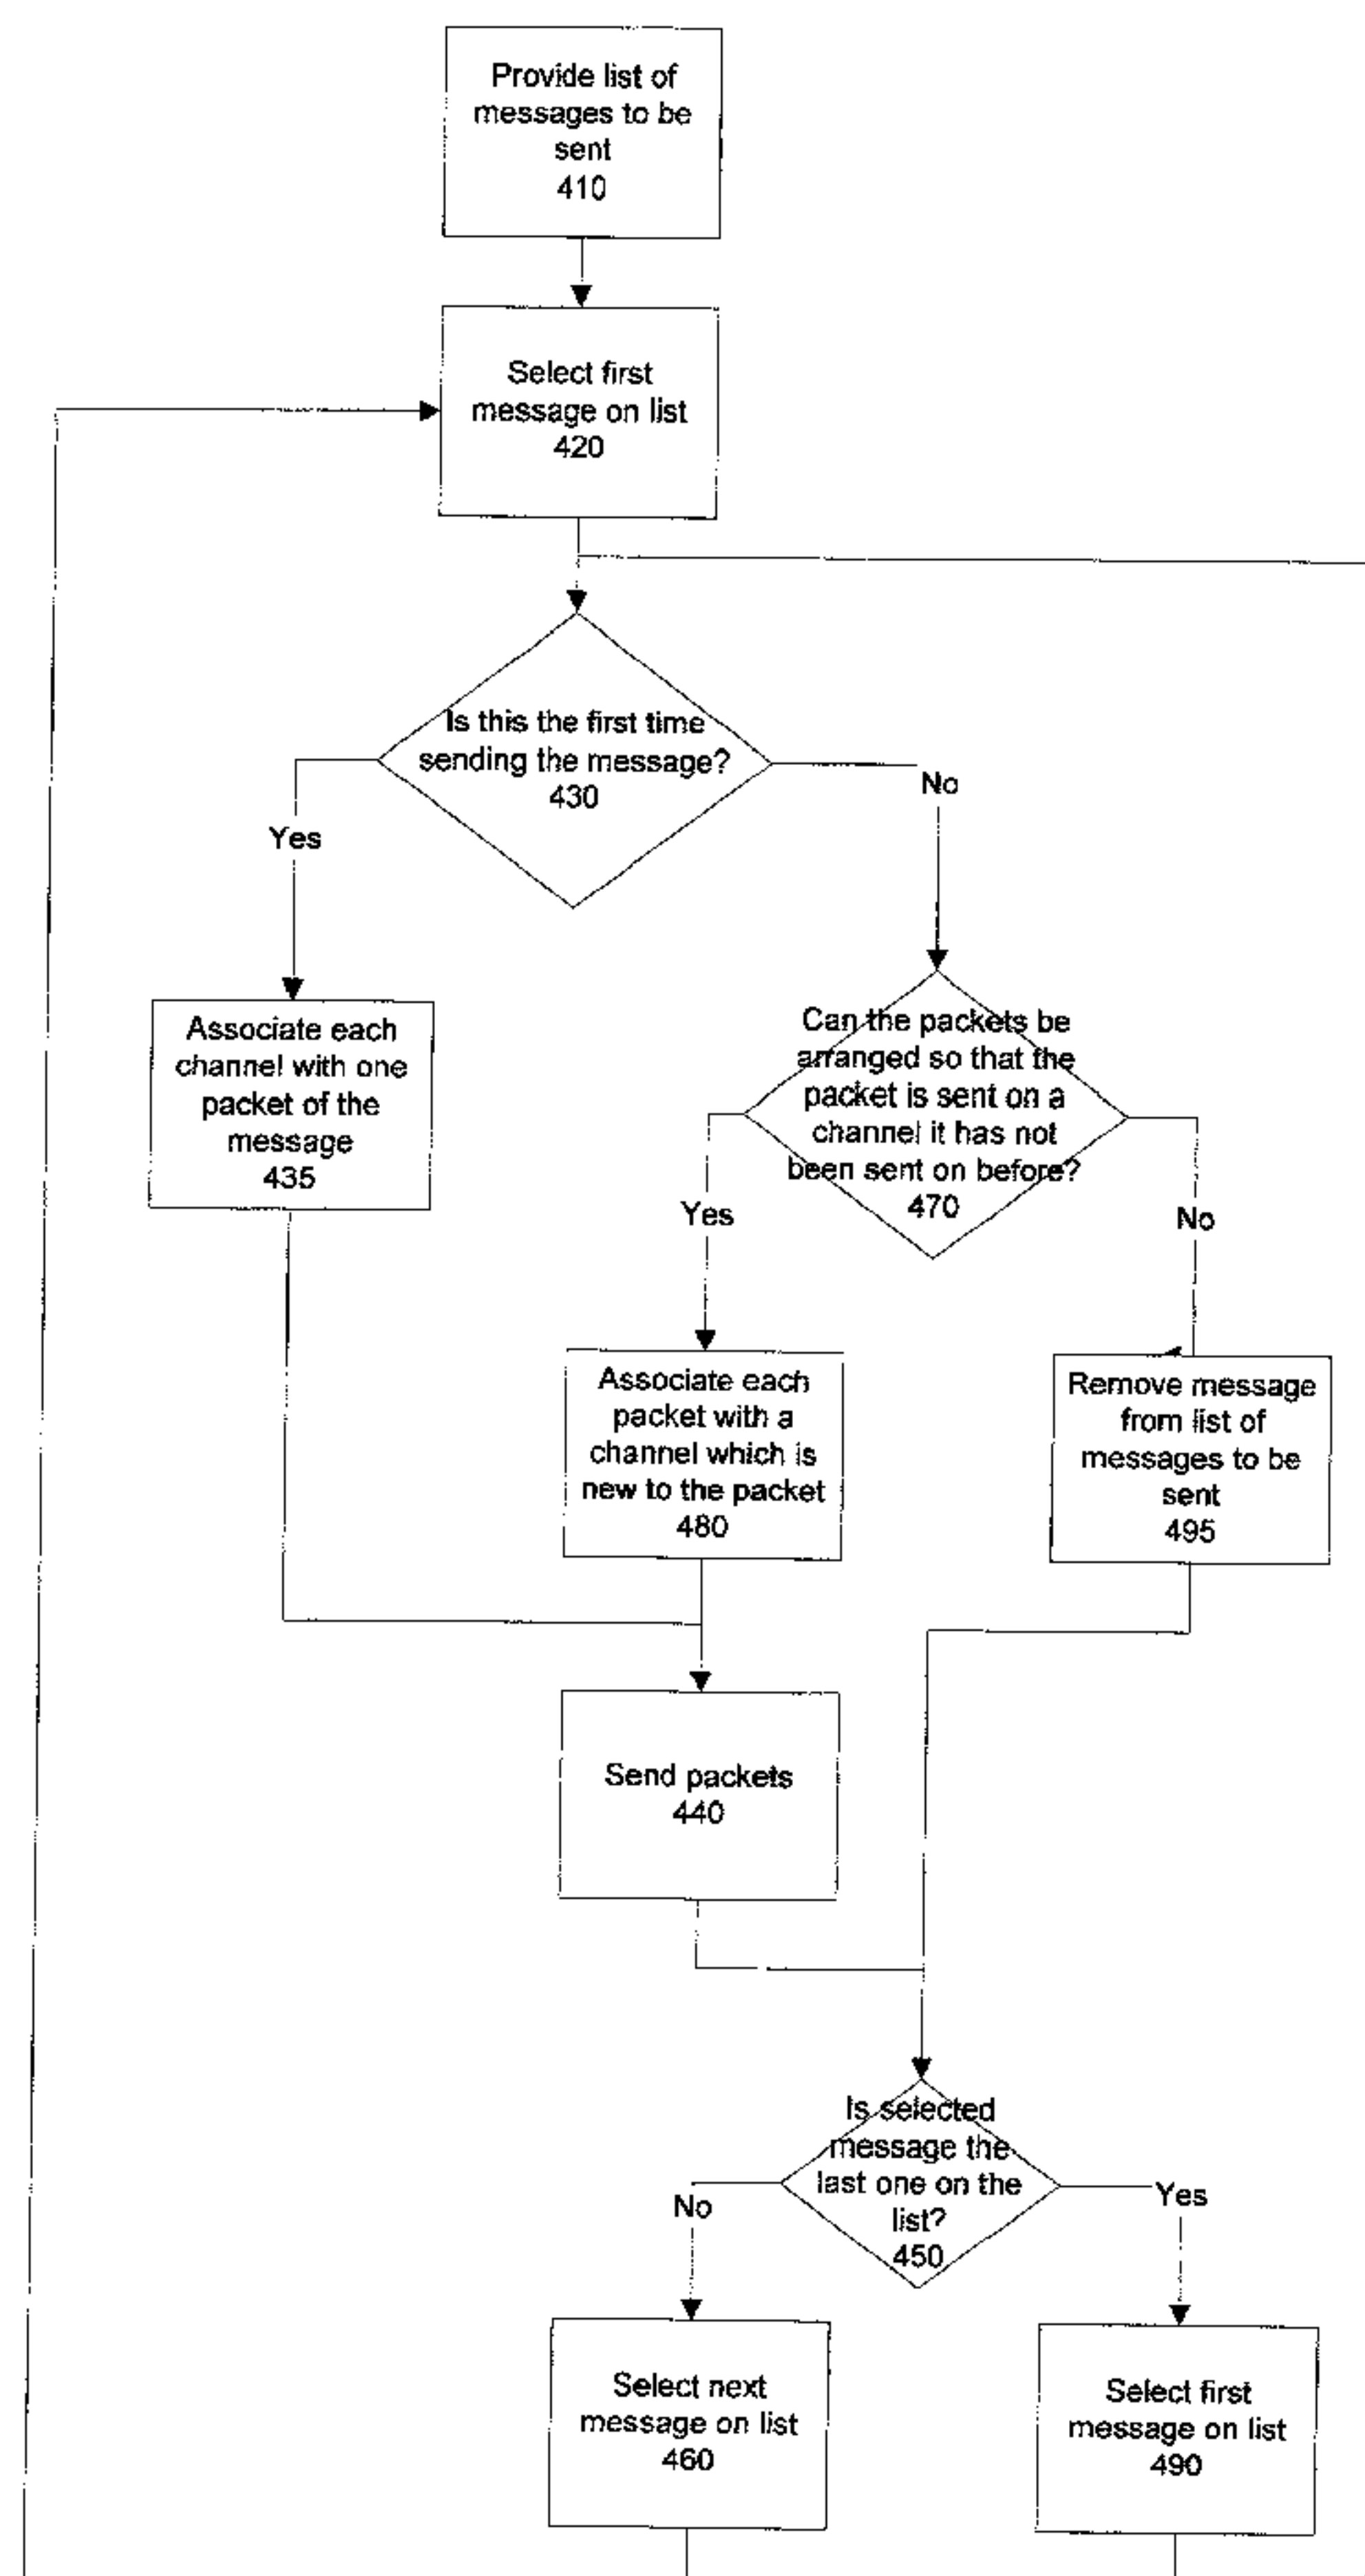 Provide list of
messages to be
sent
410
Select first
message on list
420
Is this the first time
sending the message?
430
Yes
No
Associate each
channel with one
packet of the
message
435
Can the packets be
arranged so that the
packet is sent on a
channel it has not
been sent on before?
470
Yes
No
Associate each
packet with a
channel which is
new to the packet
480
Remove message
from list of
messages to be
sent
495
Send packets
440
Is selected
message the
last one on the
list?
450
No
Yes
Select next
message on list
460
Select first
message on list
490